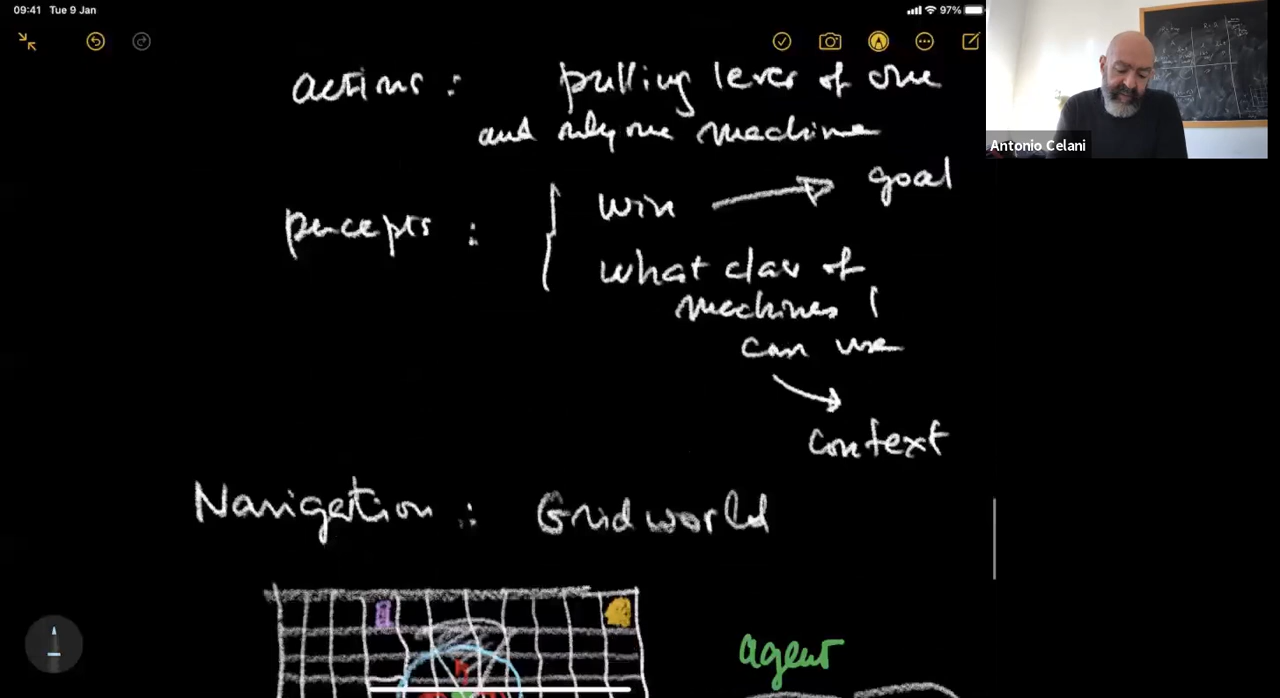 09:41 Tue 9 Jan
97%
actions : pulling lever of one
and only one machine
percepts : { win → goal
what class of
machines I
can use
context
Navigation : Gridworld
agent
Antonio Celani